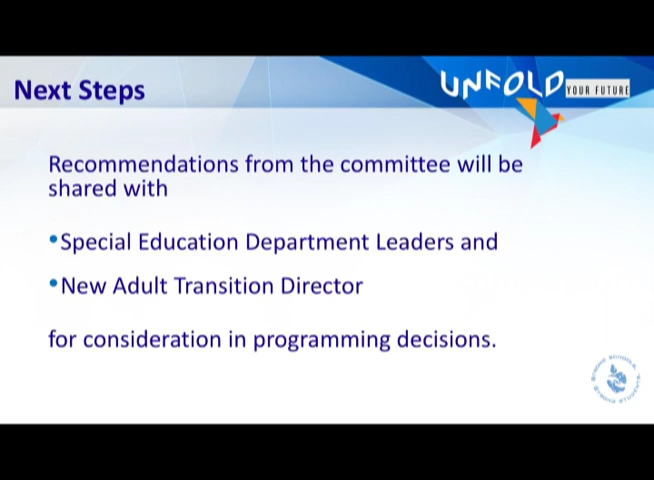 Next Steps
UNFOLD YOUR FUTURE
Recommendations from the committee will be
shared with
•Special Education Department Leaders and
•New Adult Transition Director
for consideration in programming decisions.